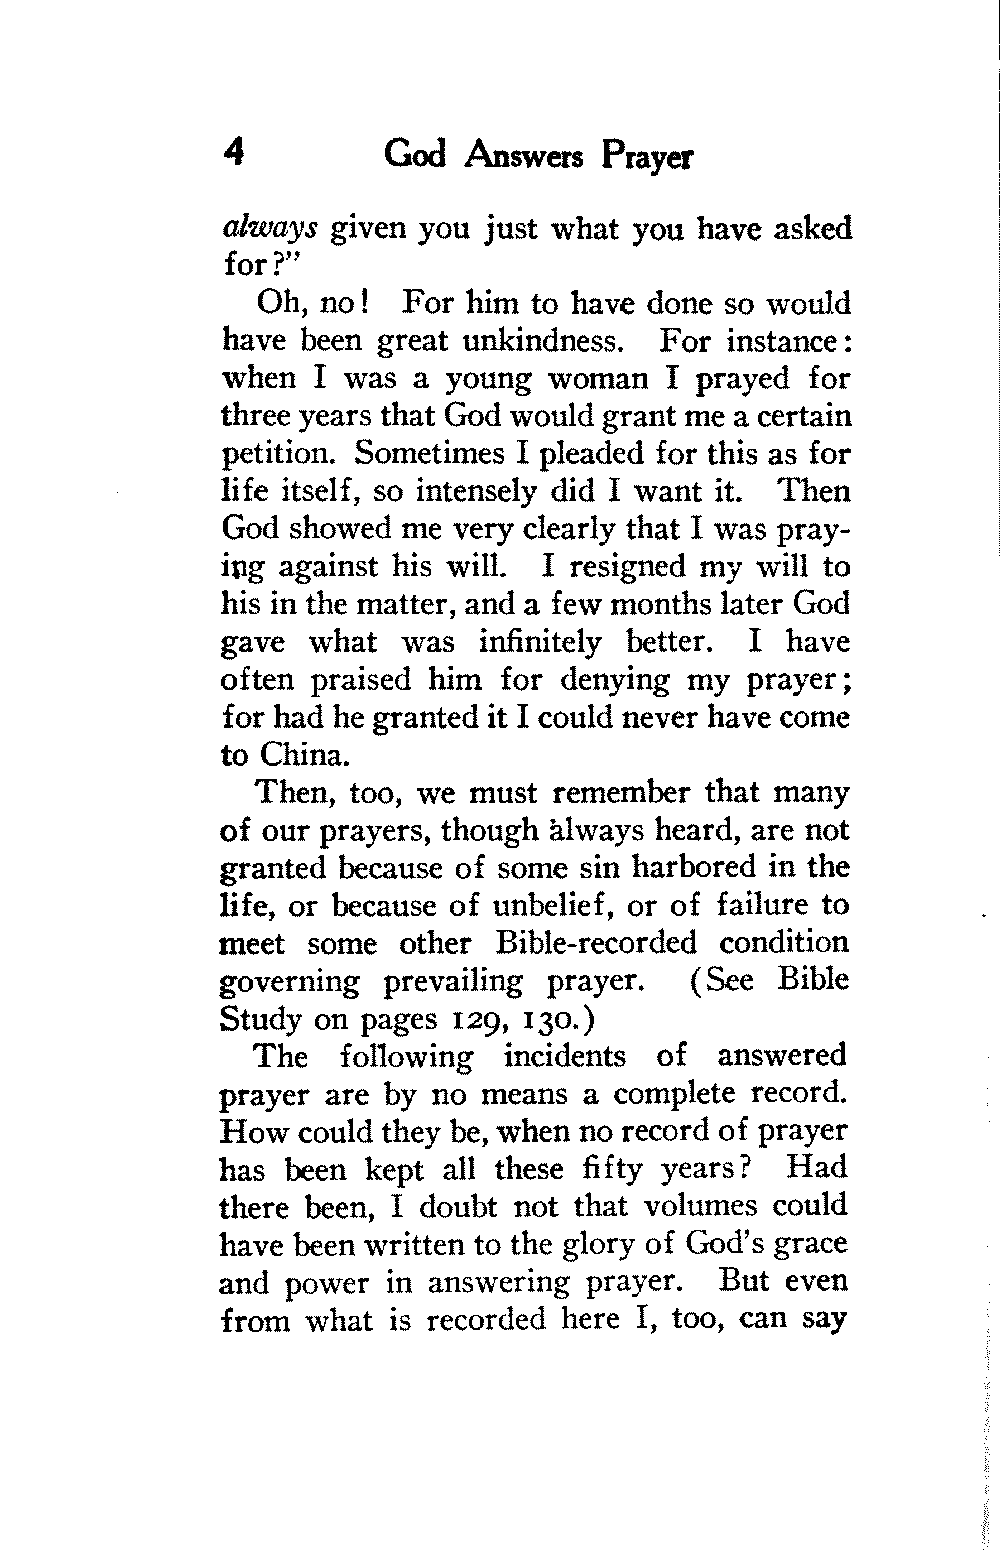 4 God Answers Prayer
always given you just what you have asked
for?"
Oh, no! For him to have done so would
have been great unkindness. For instance:
when I was a young woman I prayed for
three years that God would grant me a certain
petition. Sometimes I pleaded for this as for
life itself, so intensely did I want it. Then
God showed me very clearly that I was pray-
ing against his will. I resigned my will to
his in the matter, and a few months later God
gave what was infinitely better. I have
often praised him for denying my prayer;
for had he granted it I could never have come
to China.
Then, too, we must remember that many
of our prayers, though always heard, are not
granted because of some sin harbored in the
life, or because of unbelief, or of failure to
meet some other Bible-recorded condition
governing prevailing prayer. (See Bible
Study on pages 129, 130.)
The following incidents of answered
prayer are by no means a complete record.
How could they be, when no record of prayer
has been kept all these fifty years? Had
there been, I doubt not that volumes could
have been written to the glory of God's grace
and power in answering prayer. But even
from what is recorded here I, too, can say